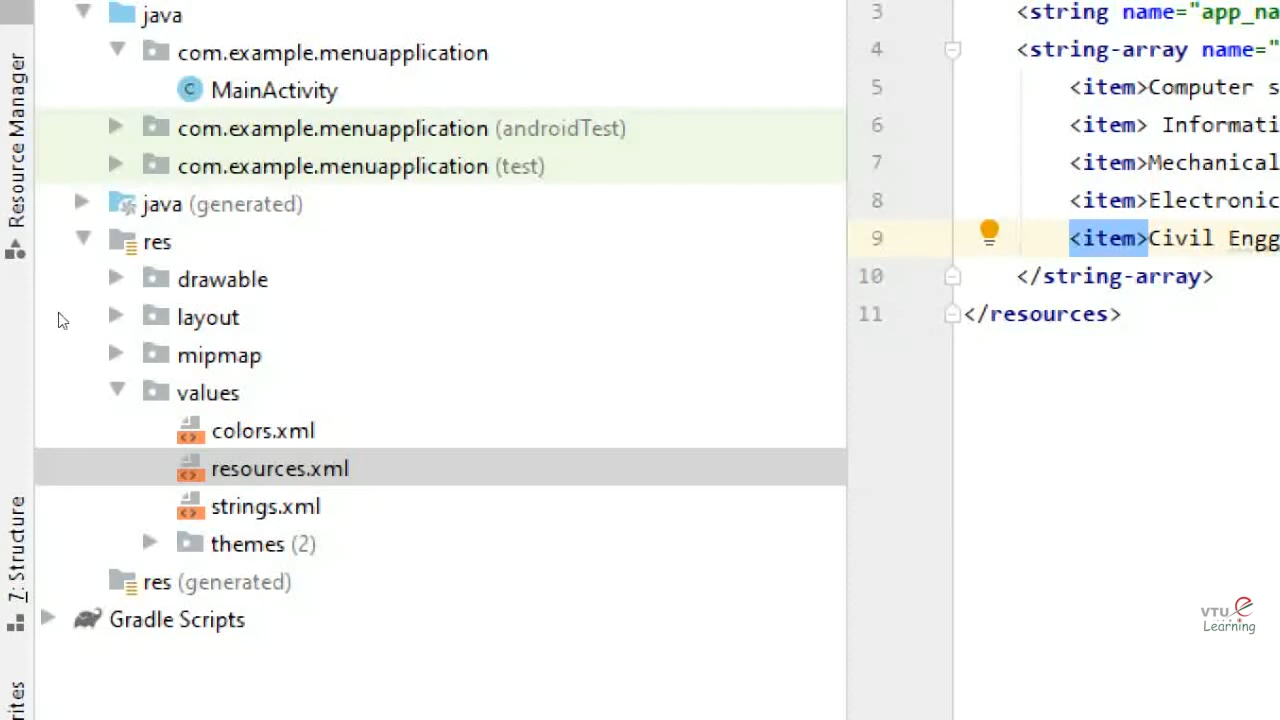 java
com.example.menuapplication
MainActivity
com.example.menuapplication (androidTest)
com.example.menuapplication (test)
java (generated)
res
drawable
layout
mipmap
values
colors.xml
resources.xml
strings.xml
themes (2)
res (generated)
Gradle Scripts
Resource Manager
7: Structure
rites
3 <string name="app_na
4 <string-array name="
5 <item>Computer s
6 <item> Informati
7 <item>Mechanical
8 <item>Electronic
9 <item>Civil Engg
10 </string-array>
11 </resources>
VTU
Learning